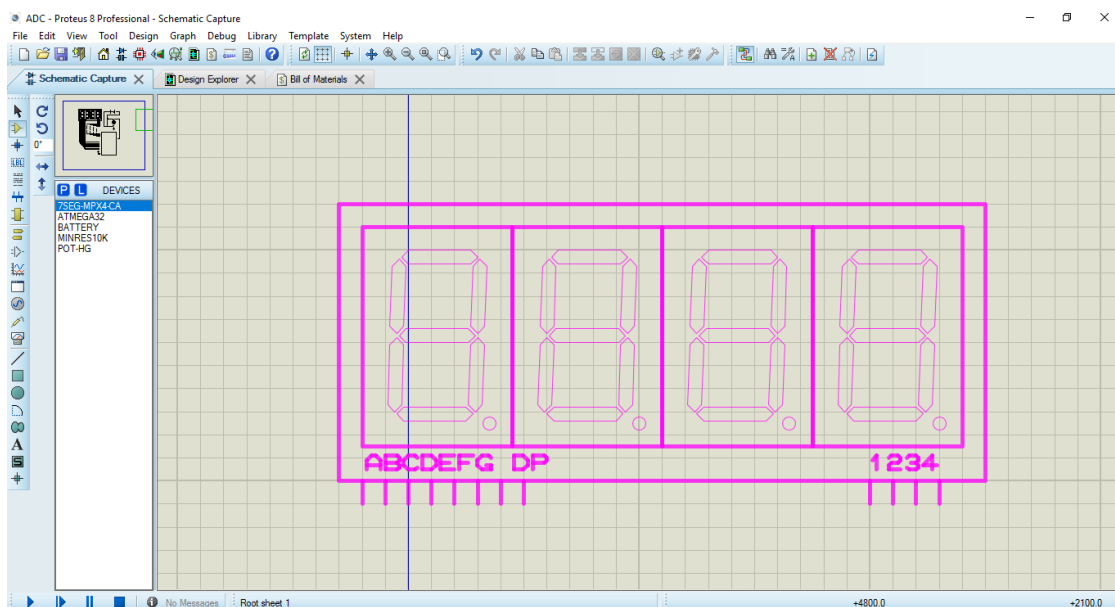 ADC - Proteus 8 Professional - Schematic Capture
File Edit View Tool Design Graph Debug Library Template System Help
Schematic Capture Design Explorer Bill of Materials
0°
LBL
P L DEVICES
7SEG-MPX4-CA
ATMEGA32
BATTERY
MINRES10K
POT-HG
A
S
ABCDEFG DP 1234
No Messages Root sheet 1 +4800.0 +2100.0